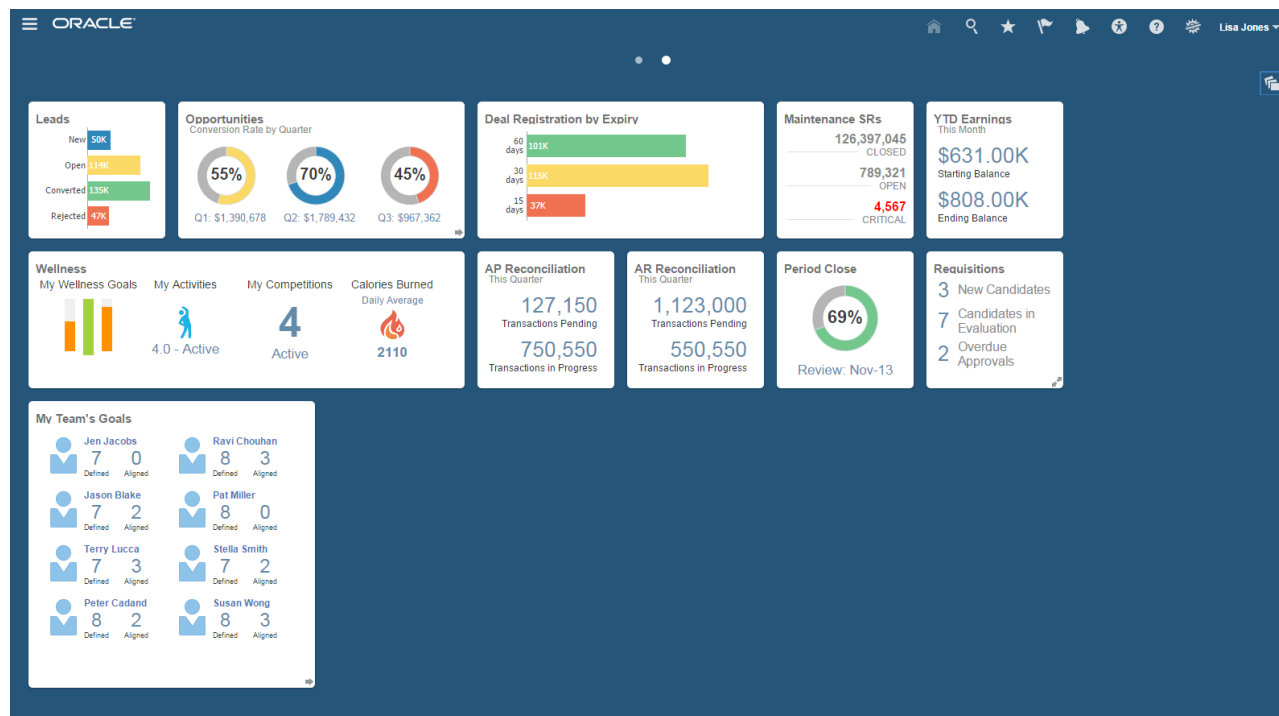 ORACLE
Lisa Jones
Leads
New 50K
Open 114K
Converted 135K
Rejected 47K
Opportunities
Conversion Rate by Quarter
55% 70% 45%
Q1: $1,390,678 Q2: $1,789,432 Q3: $967,362
Deal Registration by Expiry
60 days 101K
30 days 115K
15 days 37K
Maintenance SRs
126,397,045
CLOSED
789,321
OPEN
4,567
CRITICAL
YTD Earnings
This Month
$631.00K
Starting Balance
$808.00K
Ending Balance
Wellness
My Wellness Goals My Activities My Competitions Calories Burned
Daily Average
4.0 - Active
4
Active
2110
AP Reconciliation
This Quarter
127,150
Transactions Pending
750,550
Transactions in Progress
AR Reconciliation
This Quarter
1,123,000
Transactions Pending
550,550
Transactions in Progress
Period Close
69%
Review: Nov-13
Requisitions
3 New Candidates
7 Candidates in
Evaluation
2 Overdue
Approvals
My Team's Goals
Jen Jacobs Ravi Chouhan
7 0 8 3
Defined Aligned Defined Aligned
Jason Blake Pat Miller
7 2 8 0
Defined Aligned Defined Aligned
Terry Lucca Stella Smith
7 3 7 2
Defined Aligned Defined Aligned
Peter Cadand Susan Wong
8 2 8 3
Defined Aligned Defined Aligned